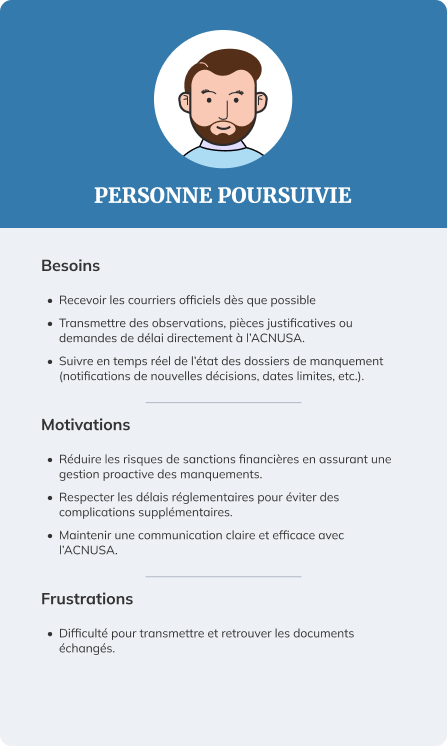 PERSONNE POURSUIVIE
Besoins
• Recevoir les courriers officiels dès que possible
• Transmettre des observations, pièces justificatives ou
demandes de délai directement à l'ACNUSA.
• Suivre en temps réel de l'état des dossiers de manquement
(notifications de nouvelles décisions, dates limites, etc.).
Motivations
• Réduire les risques de sanctions financières en assurant une
gestion proactive des manquements.
• Respecter les délais réglementaires pour éviter des
complications supplémentaires.
• Maintenir une communication claire et efficace avec
l'ACNUSA.
Frustrations
• Difficulté pour transmettre et retrouver les documents
échangés.